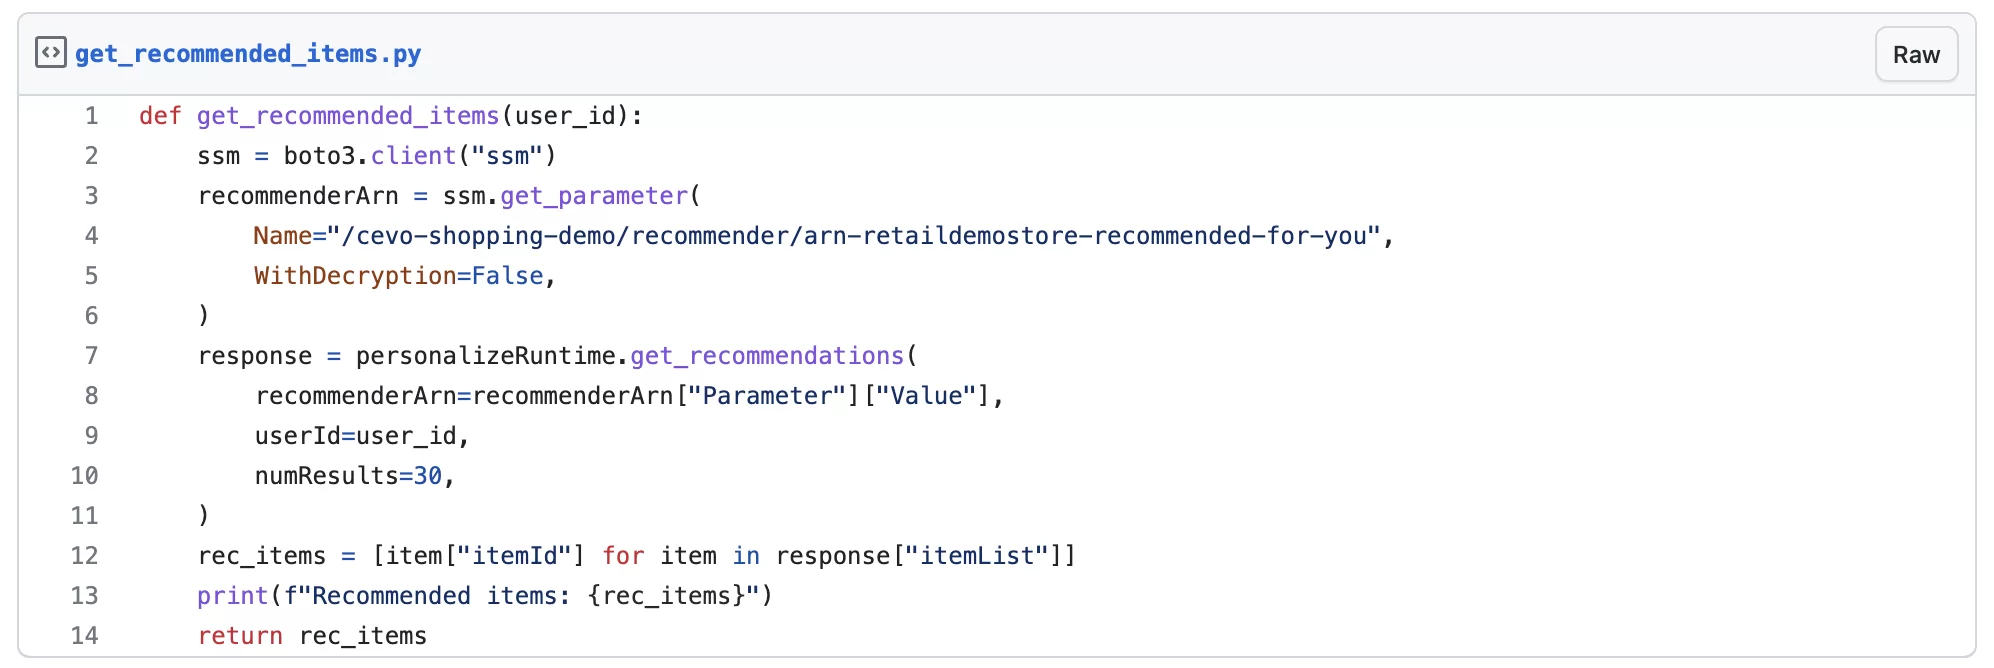 get_recommended_items.py
Raw
1 def get_recommended_items(user_id):
2     ssm = boto3.client("ssm")
3     recommenderArn = ssm.get_parameter(
4         Name="/cevo-shopping-demo/recommender/arn-retaildemostore-recommended-for-you",
5         WithDecryption=False,
6     )
7     response = personalizeRuntime.get_recommendations(
8         recommenderArn=recommenderArn["Parameter"]["Value"],
9         userId=user_id,
10         numResults=30,
11     )
12     rec_items = [item["itemId"] for item in response["itemList"]]
13     print(f"Recommended items: {rec_items}")
14     return rec_items